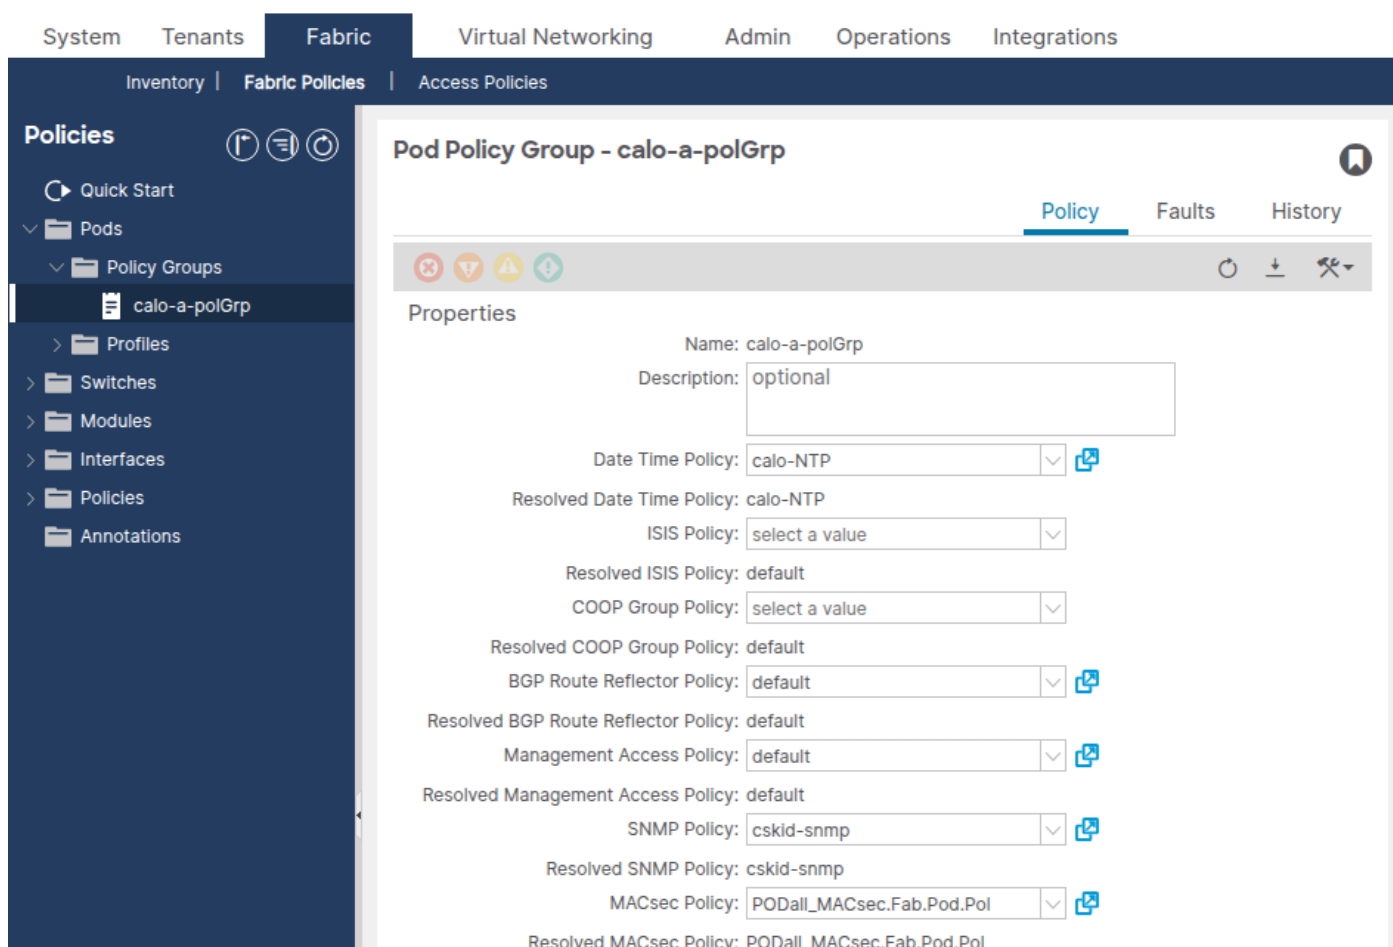 System Tenants Fabric Virtual Networking Admin Operations Integrations
Inventory | Fabric Policies | Access Policies
Policies
Quick Start
Pods
Policy Groups
calo-a-polGrp
Profiles
Switches
Modules
Interfaces
Policies
Annotations
Pod Policy Group - calo-a-polGrp
Policy Faults History
Properties
Name: calo-a-polGrp
Description: optional
Date Time Policy: calo-NTP
Resolved Date Time Policy: calo-NTP
ISIS Policy: select a value
Resolved ISIS Policy: default
COOP Group Policy: select a value
Resolved COOP Group Policy: default
BGP Route Reflector Policy: default
Resolved BGP Route Reflector Policy: default
Management Access Policy: default
Resolved Management Access Policy: default
SNMP Policy: cskid-snmp
Resolved SNMP Policy: cskid-snmp
MACsec Policy: PODall_MACsec.Fab.Pod.Pol
Resolved MACsec Policy: PODall_MACsec.Fab.Pod.Pol